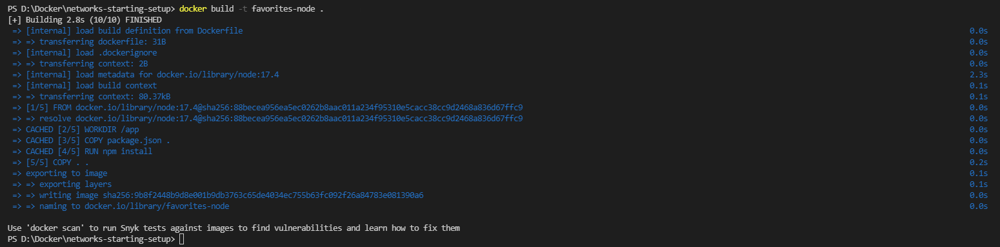 PS D:\Docker\networks-starting-setup> docker build -t favorites-node .
[+] Building 2.8s (10/10) FINISHED
=> [internal] load build definition from Dockerfile 0.0s
=> => transferring dockerfile: 31B 0.0s
=> [internal] load .dockerignore 0.0s
=> => transferring context: 2B 0.0s
=> [internal] load metadata for docker.io/library/node:17.4 2.3s
=> [internal] load build context 0.1s
=> => transferring context: 80.37kB 0.1s
=> [1/5] FROM docker.io/library/node:17.4@sha256:88becea956ea5ec0262b8aac011a234f95310e5cacc38cc9d2468a836d67ffc9 0.0s
=> => resolve docker.io/library/node:17.4@sha256:88becea956ea5ec0262b8aac011a234f95310e5cacc38cc9d2468a836d67ffc9 0.0s
=> CACHED [2/5] WORKDIR /app 0.0s
=> CACHED [3/5] COPY package.json . 0.0s
=> CACHED [4/5] RUN npm install 0.0s
=> [5/5] COPY . . 0.2s
=> exporting to image 0.1s
=> => exporting layers 0.1s
=> => writing image sha256:9b8f2448b9d8e001b9db3763c65de4034ec755b63fc092f26a84783e081390a6 0.0s
=> => naming to docker.io/library/favorites-node 0.0s
Use 'docker scan' to run Snyk tests against images to find vulnerabilities and learn how to fix them
PS D:\Docker\networks-starting-setup>